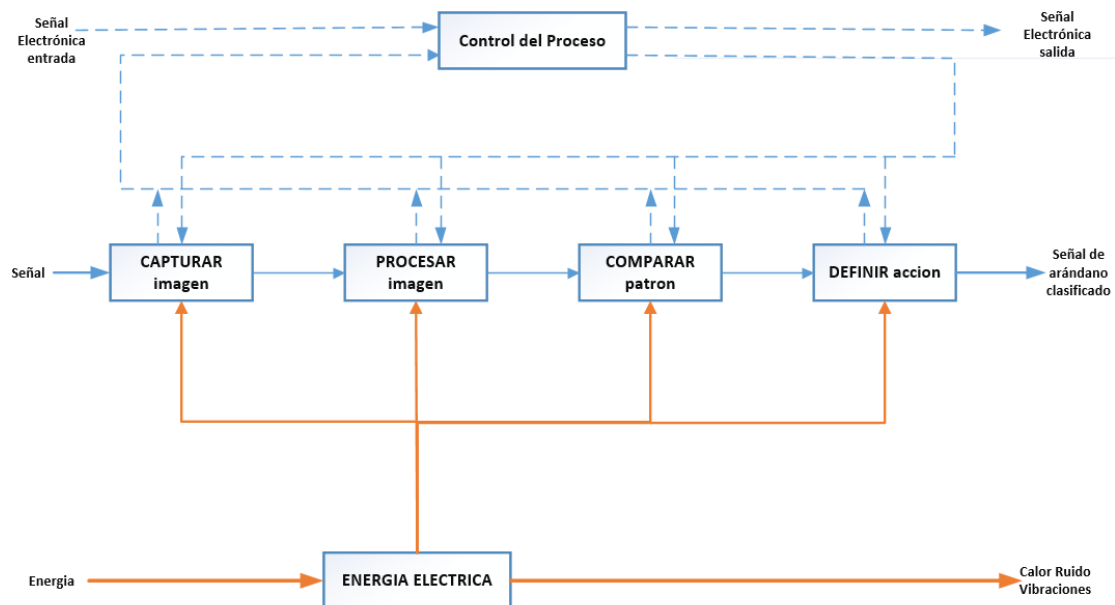 Señal
Electrónica
entrada
Control del Proceso
Señal
Electrónica
salida
Señal
CAPTURAR
imagen
PROCESAR
imagen
COMPARAR
patron
DEFINIR accion
Señal de
arándano
clasificado
Energia
ENERGIA ELECTRICA
Calor Ruido
Vibraciones